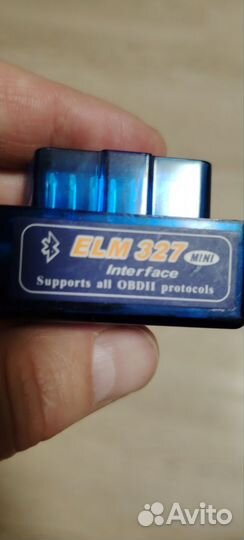 ELM 327 MINI
Interface
Supports all OBDII protocols
Avito